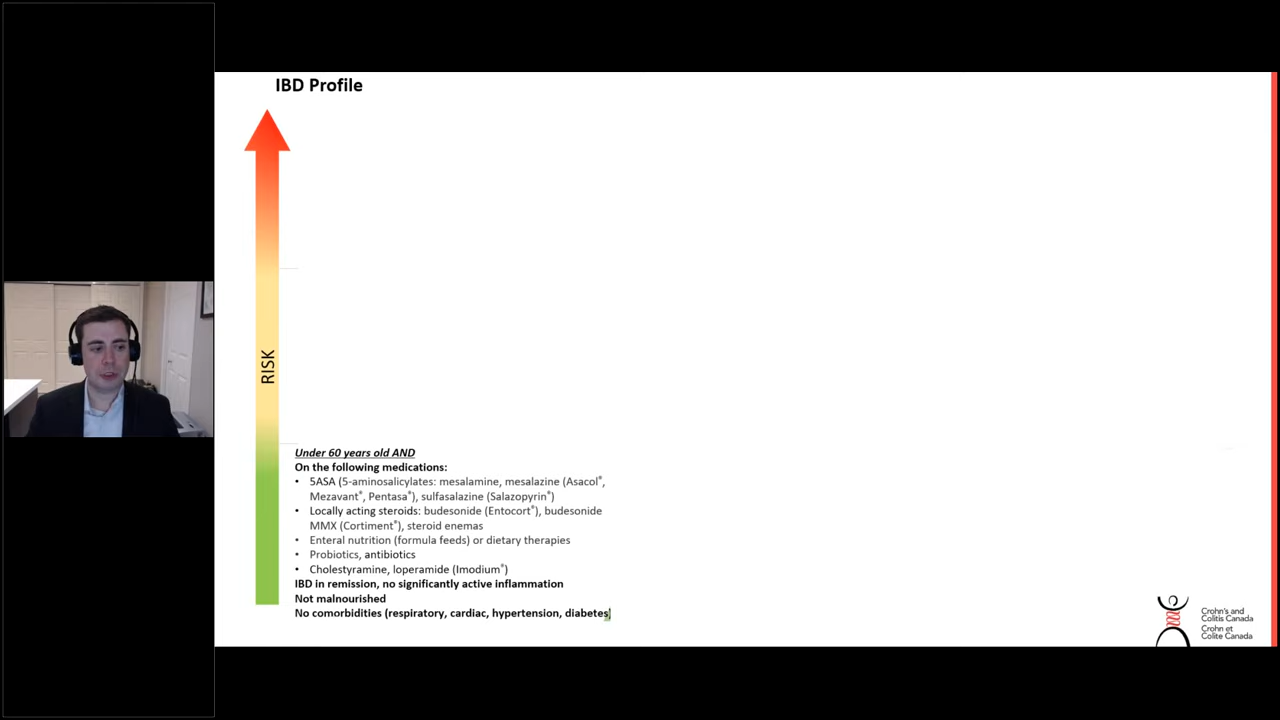 IBD Profile
RISK
Under 60 years old AND
On the following medications:
• 5ASA (5-aminosalicylates: mesalamine, mesalazine (Asacol®,
Mezavant®, Pentasa®), sulfasalazine (Salazopyrin®)
• Locally acting steroids: budesonide (Entocort®), budesonide
MMX (Cortiment®), steroid enemas
• Enteral nutrition (formula feeds) or dietary therapies
• Probiotics, antibiotics
• Cholestyramine, loperamide (Imodium®)
IBD in remission, no significantly active inflammation
Not malnourished
No comorbidities (respiratory, cardiac, hypertension, diabetes)
Crohn's and
Colitis Canada
Crohn et
Colite Canada